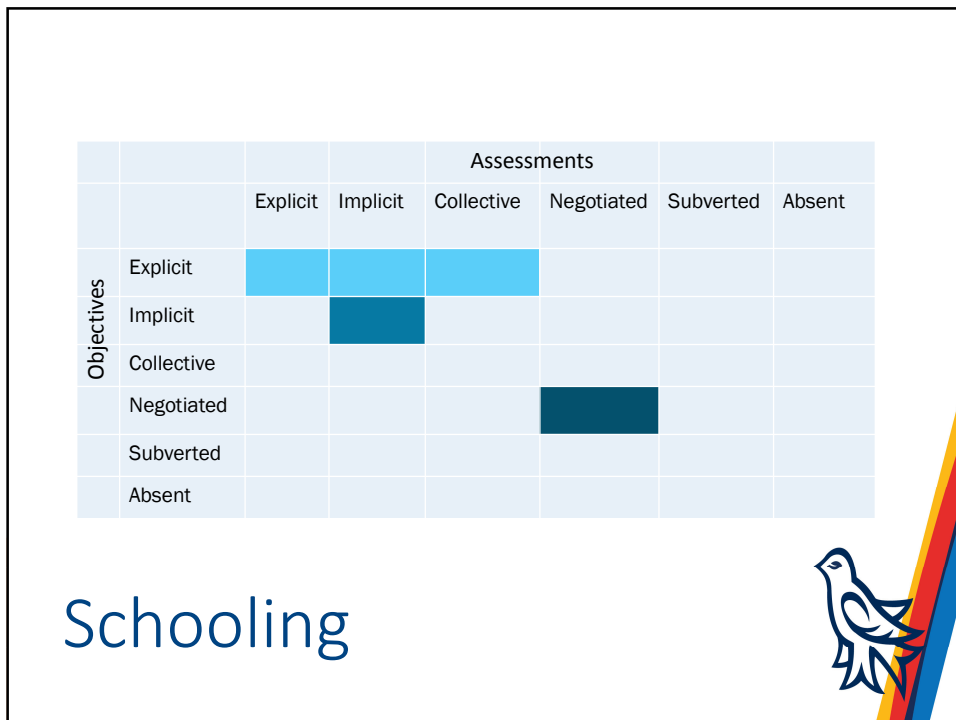 Assessments
Explicit Implicit Collective Negotiated Subverted Absent
Objectives
Explicit
Implicit
Collective
Negotiated
Subverted
Absent
Schooling